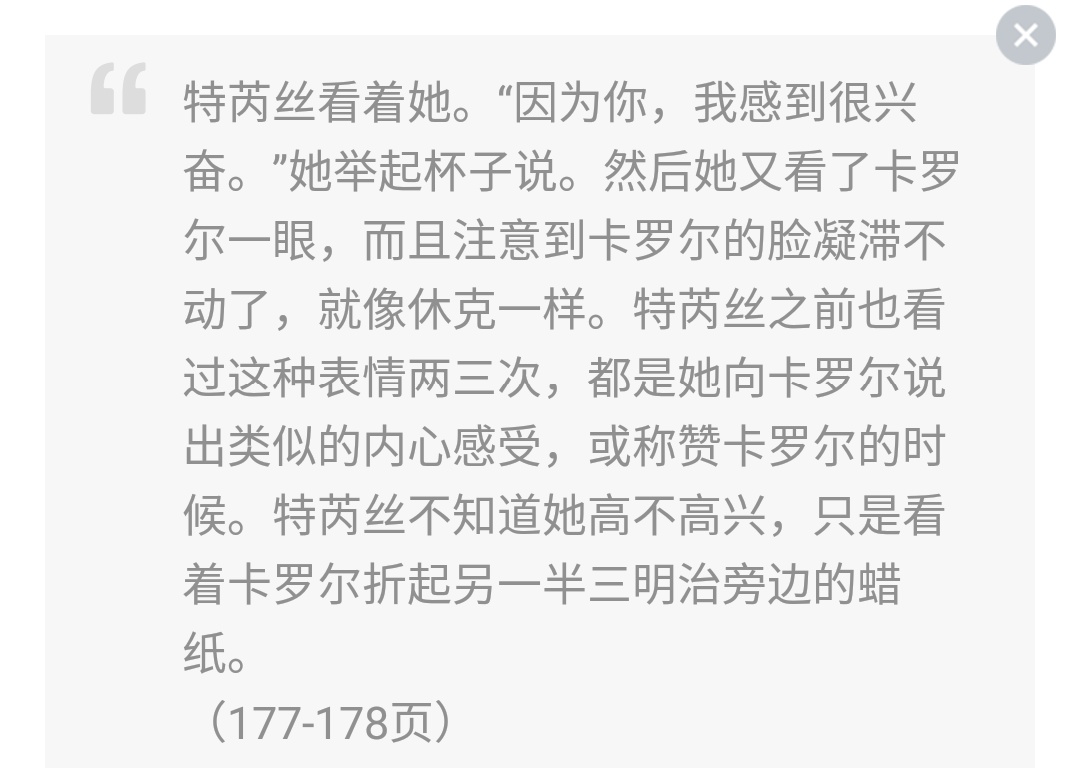 特芮丝看着她。“因为你，我感到很兴
奋。”她举起杯子说。然后她又看了卡罗
尔一眼，而且注意到卡罗尔的脸凝滞不
动了，就像休克一样。特芮丝之前也看
过这种表情两三次，都是她向卡罗尔说
出类似的内心感受，或称赞卡罗尔的时
候。特芮丝不知道她高不高兴，只是看
着卡罗尔折起另一半三明治旁边的蜡
纸。
（177-178页）